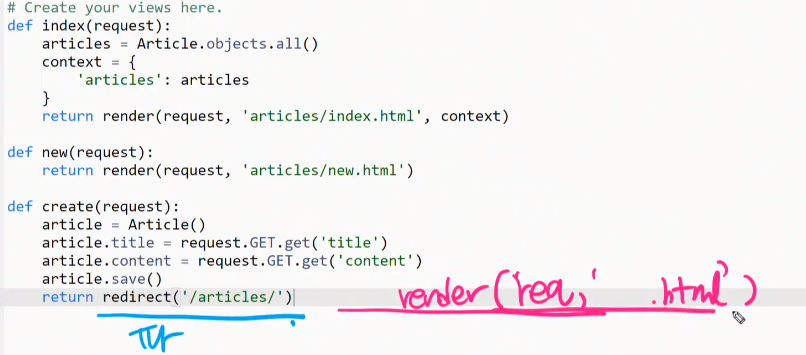 # Create your views here.
def index(request):
    articles = Article.objects.all()
    context = {
        'articles': articles
    }
    return render(request, 'articles/index.html', context)

def new(request):
    return render(request, 'articles/new.html')

def create(request):
    article = Article()
    article.title = request.GET.get('title')
    article.content = request.GET.get('content')
    article.save()
    return redirect('/articles/') render(req, ' .html')